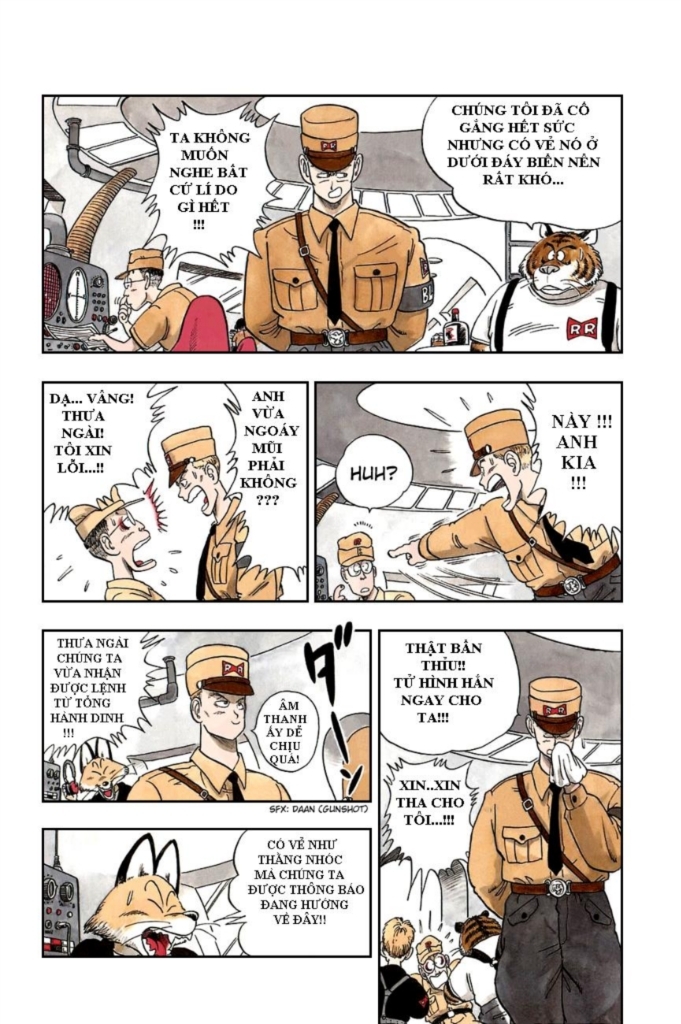 CHÚNG TÔI ĐÃ CỐ
GẮNG HẾT SỨC
NHƯNG CÓ VẺ NÓ Ở
DƯỚI ĐÁY BIỂN NÊN
RẤT KHÓ...
TA KHÔNG
MUỐN
NGHE BẤT
CỨ LÍ DO
GÌ HẾT
!!!
BL
RR
NÀY !!!
ANH
KIA
!!!
HUH?
ANH
VỪA
NGOÁY
MŨI
PHẢI
KHÔNG
???
DẠ... VÂNG!
THƯA
NGÀI!
TÔI XIN
LỖI...!!
THẬT BẨN
THỈU!!
TỬ HÌNH HẮN
NGAY CHO
TA!!!
RR
XIN..XIN
THA CHO
TÔI...!!!
ダーン
RR
ÂM
THANH
ẤY DỄ
CHỊU
QUÁ!
THƯA NGÀI
CHÚNG TA
VỪA NHẬN
ĐƯỢC LỆNH
TỪ TỔNG
HÀNH DINH
!!!
SFX: DAAN (GUNSHOT)
CÓ VẺ NHƯ
THẰNG NHÓC
MÀ CHÚNG TA
ĐƯỢC THÔNG BÁO
ĐANG HƯỚNG
VỀ ĐÂY!!